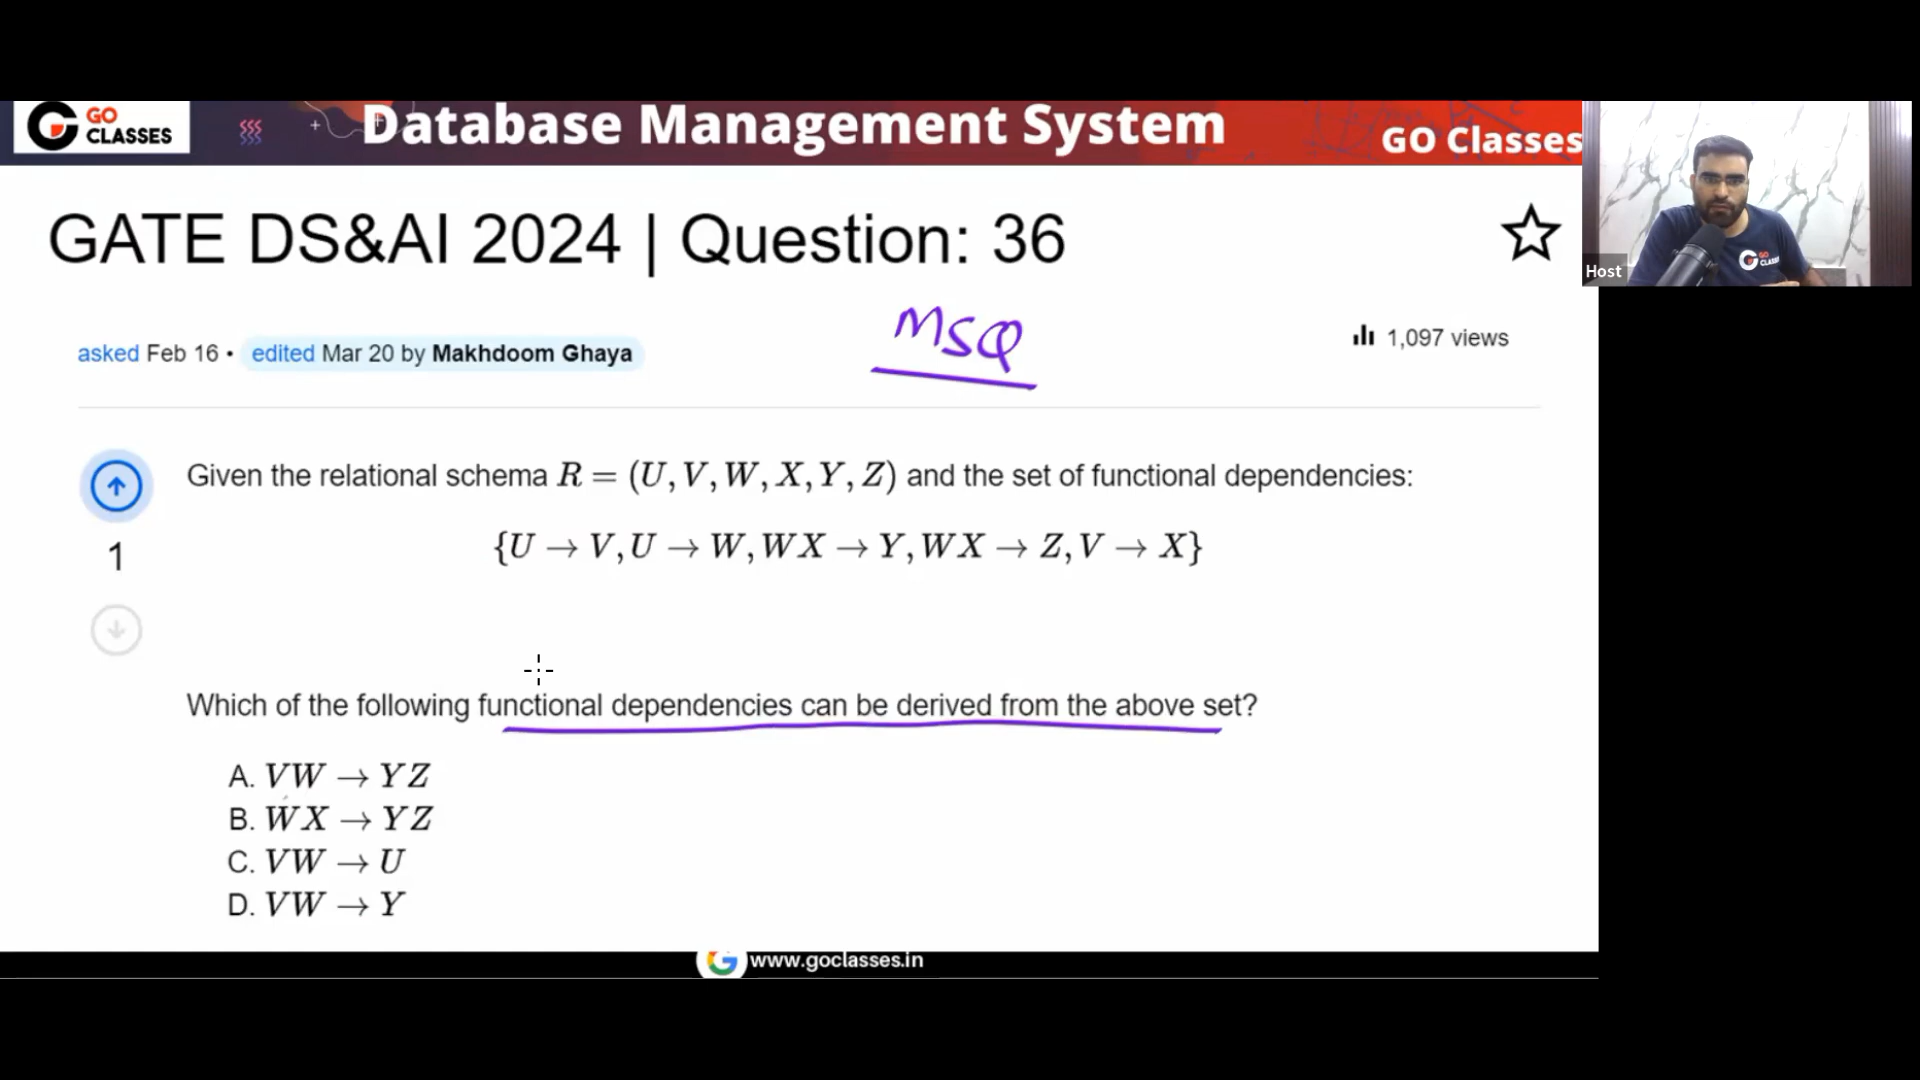 GO CLASSES
Database Management System
GO Classes
GATE DS&AI 2024 | Question: 36
Host
MSQ
asked Feb 16 • edited Mar 20 by Makhdoom Ghaya
1,097 views
Given the relational schema R = (U, V, W, X, Y, Z) and the set of functional dependencies:
{U → V, U → W, WX → Y, WX → Z, V → X}
1
Which of the following functional dependencies can be derived from the above set?
A. VW → YZ
B. WX → YZ
C. VW → U
D. VW → Y
www.goclasses.in